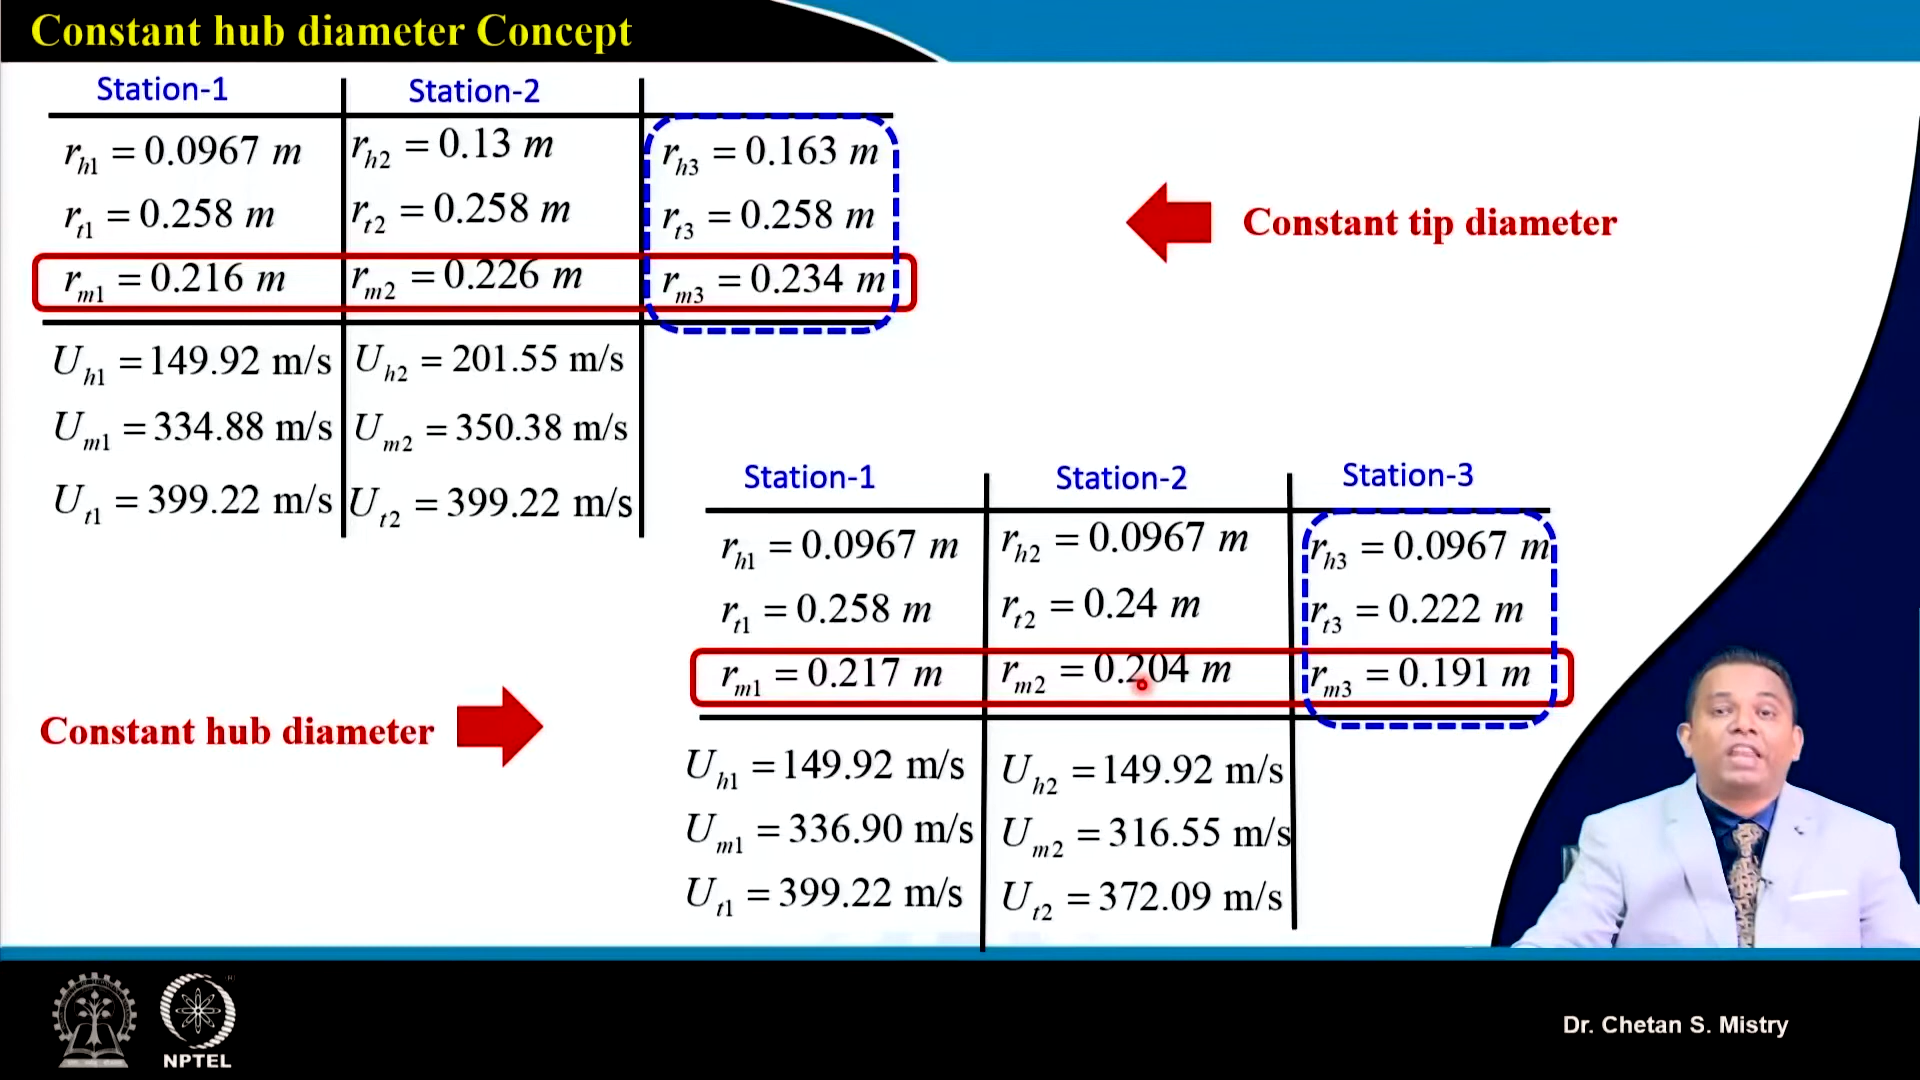 Constant hub diameter Concept
Station-1 Station-2
r_h1 = 0.0967 m r_h2 = 0.13 m r_h3 = 0.163 m
r_t1 = 0.258 m r_t2 = 0.258 m r_t3 = 0.258 m
Constant tip diameter
r_m1 = 0.216 m r_m2 = 0.226 m r_m3 = 0.234 m
U_h1 = 149.92 m/s U_h2 = 201.55 m/s
U_m1 = 334.88 m/s U_m2 = 350.38 m/s
U_t1 = 399.22 m/s U_t2 = 399.22 m/s
Station-1 Station-2 Station-3
r_h1 = 0.0967 m r_h2 = 0.0967 m r_h3 = 0.0967 m
r_t1 = 0.258 m r_t2 = 0.24 m r_t3 = 0.222 m
r_m1 = 0.217 m r_m2 = 0.204 m r_m3 = 0.191 m
Constant hub diameter
U_h1 = 149.92 m/s U_h2 = 149.92 m/s
U_m1 = 336.90 m/s U_m2 = 316.55 m/s
U_t1 = 399.22 m/s U_t2 = 372.09 m/s
NPTEL
Dr. Chetan S. Mistry